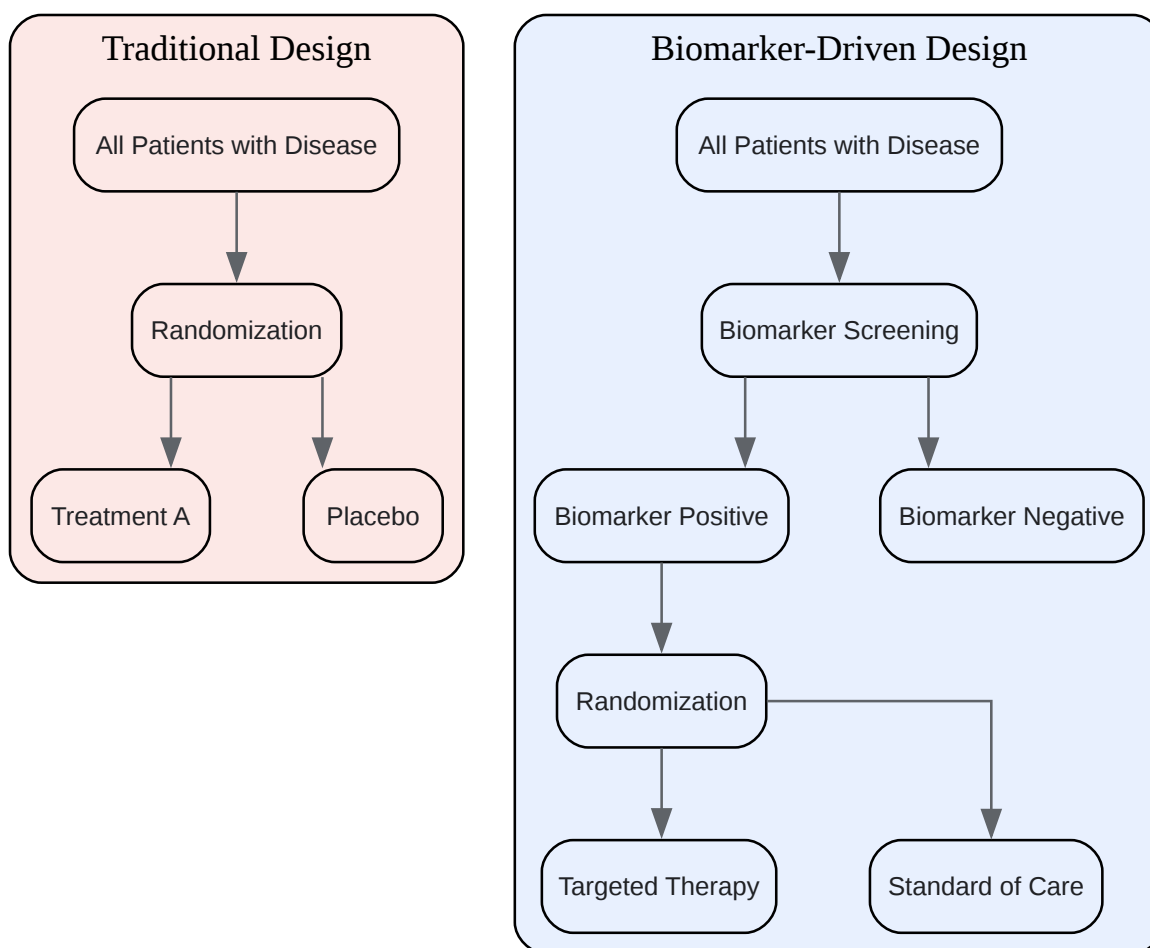 Traditional Design
All Patients with Disease
Randomization
Treatment A
Placebo
Biomarker-Driven Design
All Patients with Disease
Biomarker Screening
Biomarker Positive
Biomarker Negative
Randomization
Targeted Therapy
Standard of Care